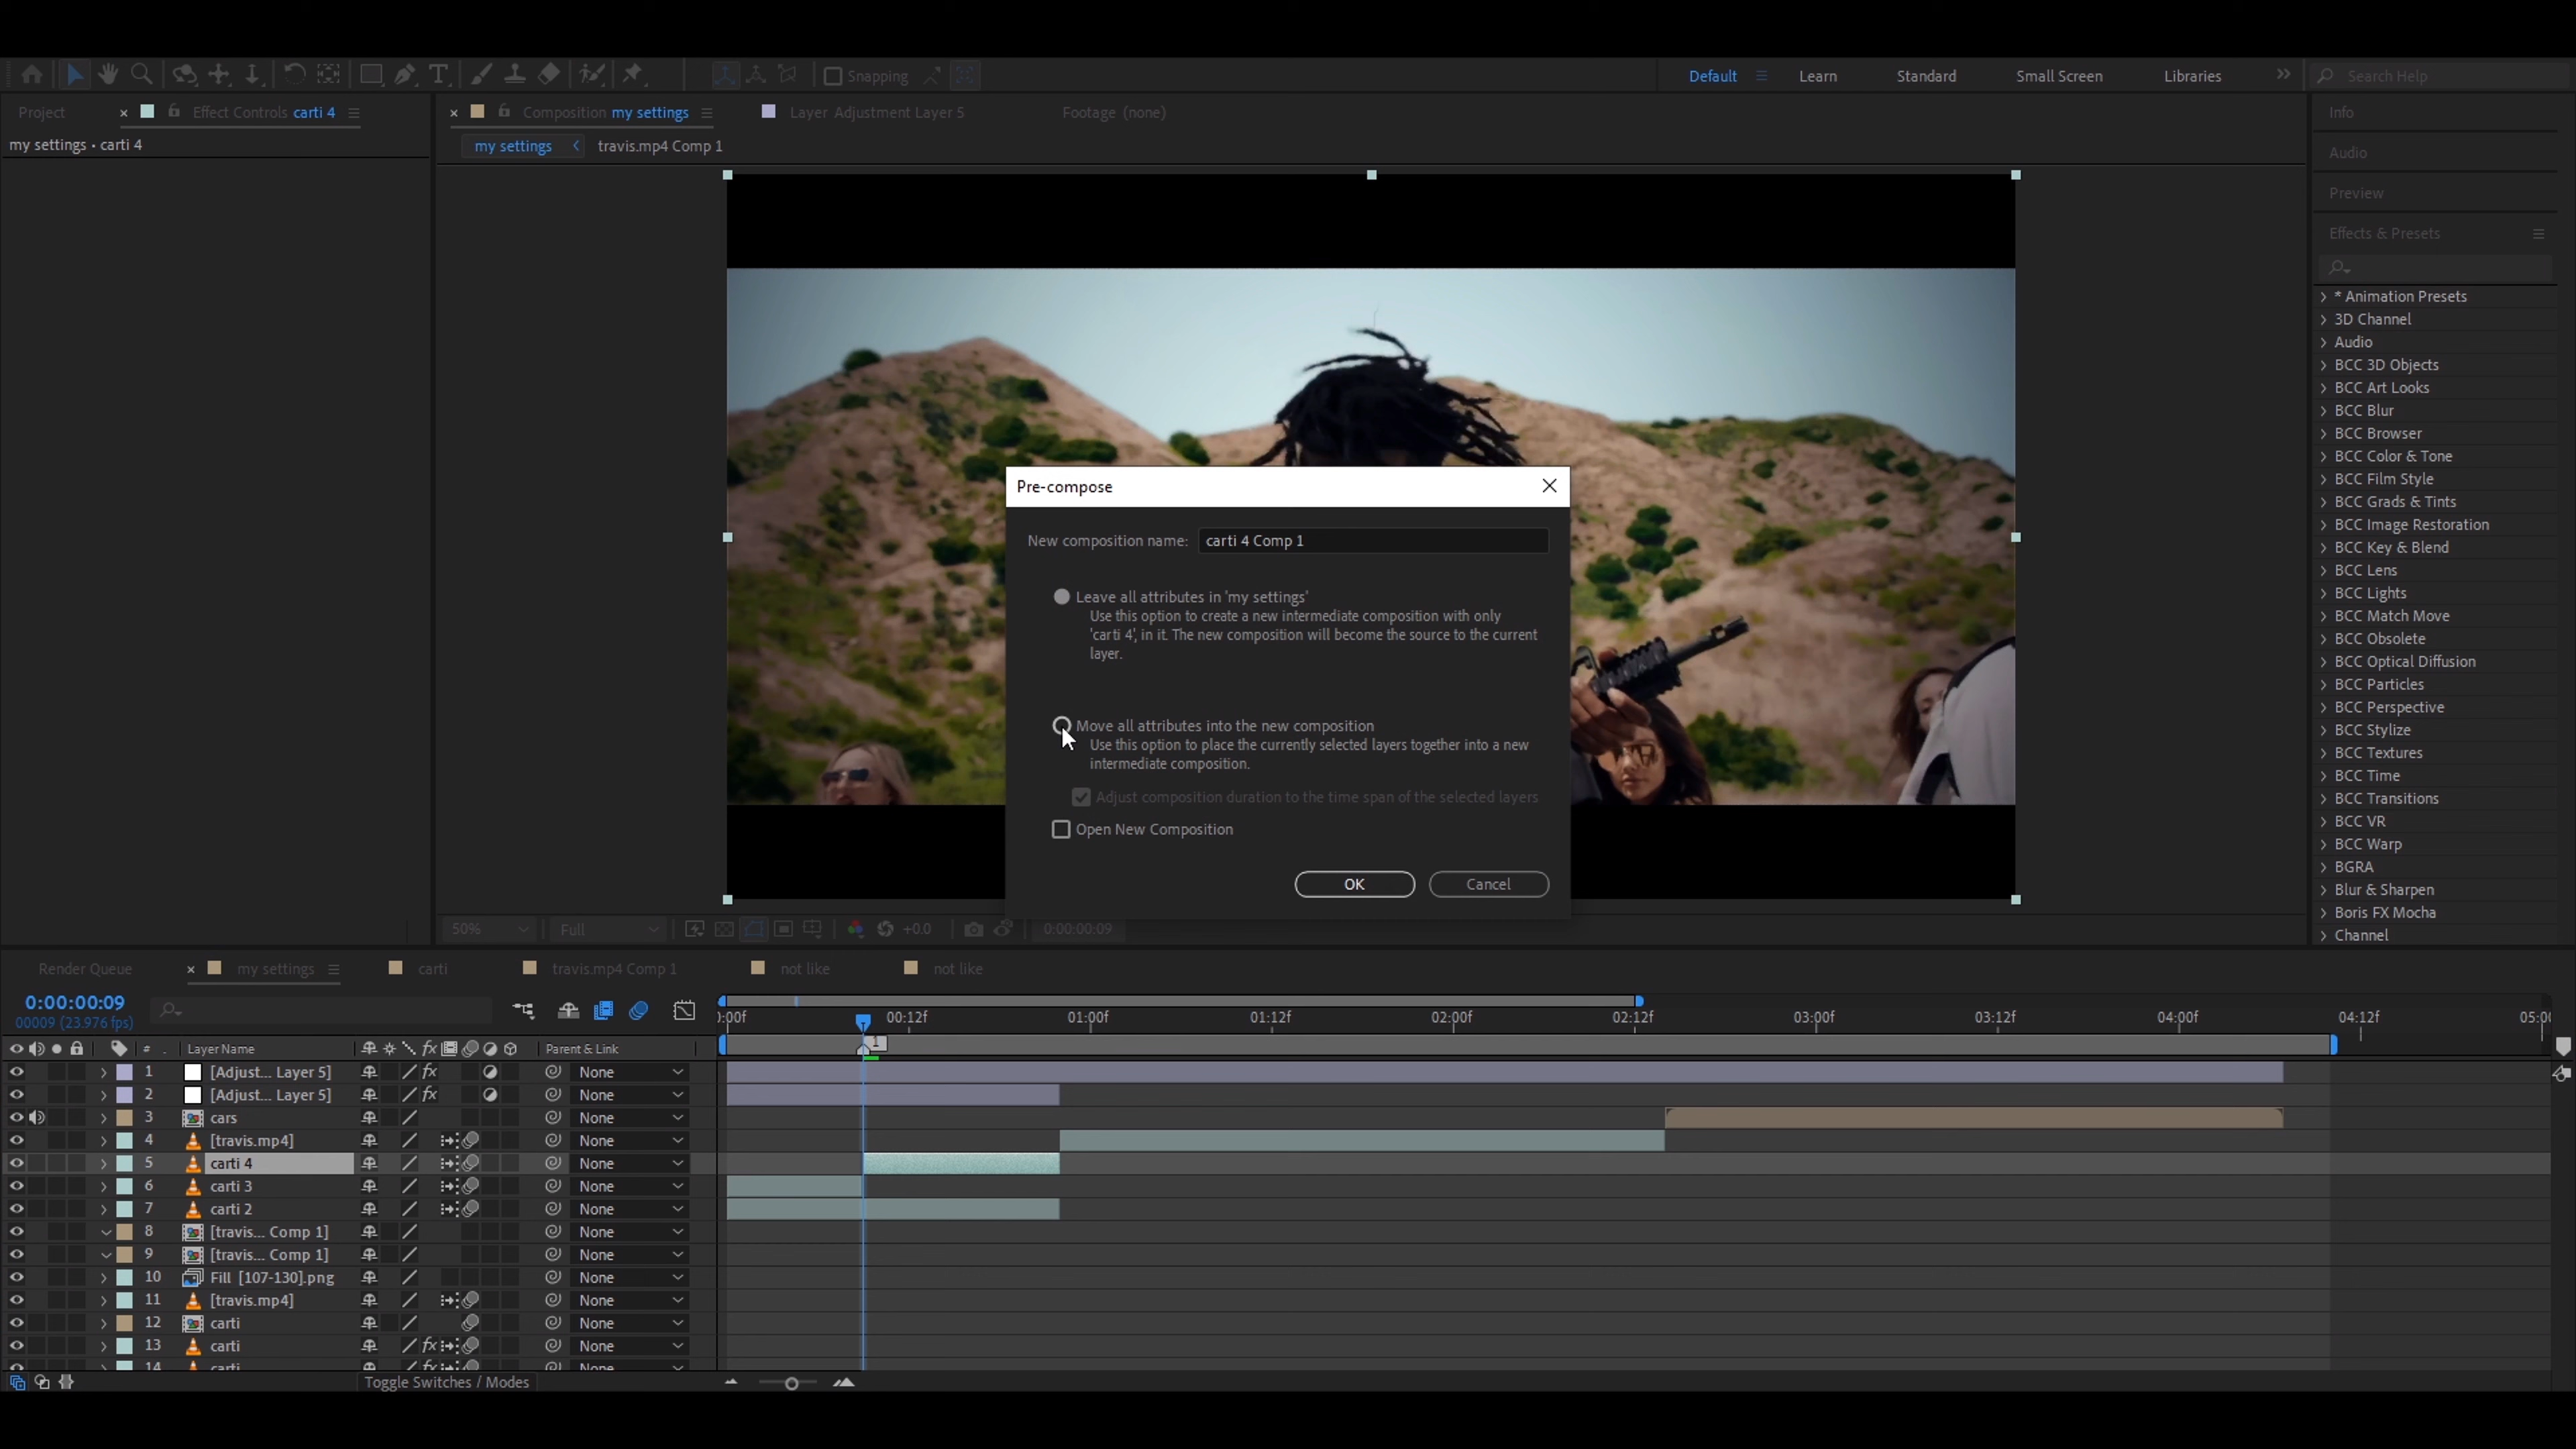 Snapping
Default
Learn
Standard
Small Screen
Libraries
Search Help
Project
Effect Controls carti 4
Composition my settings
Layer Adjustment Layer 5
Footage (none)
Info
my settings • carti 4
my settings
travis.mp4 Comp 1
Audio
Preview
Effects & Presets
* Animation Presets
3D Channel
Audio
BCC 3D Objects
BCC Art Looks
BCC Blur
BCC Browser
BCC Color & Tone
BCC Film Style
BCC Grads & Tints
BCC Image Restoration
BCC Key & Blend
BCC Lens
BCC Lights
BCC Match Move
BCC Obsolete
BCC Optical Diffusion
BCC Particles
BCC Perspective
BCC Stylize
BCC Textures
BCC Time
BCC Transitions
BCC VR
BCC Warp
BGRA
Blur & Sharpen
Boris FX Mocha
Channel
Pre-compose
New composition name: carti 4 Comp 1
Leave all attributes in 'my settings'
Use this option to create a new intermediate composition with only
'carti 4', in it. The new composition will become the source to the current
layer.
Move all attributes into the new composition
Use this option to place the currently selected layers together into a new
intermediate composition.
Adjust composition duration to the time span of the selected layers
Open New Composition
OK
Cancel
50%
Full
+0.0
0:00:00:09
Render Queue
my settings
carti
travis.mp4 Comp 1
not like
not like
0:00:00:09
00009 (23.976 fps)
):00f
00:12f
01:00f
01:12f
02:00f
02:12f
03:00f
03:12f
04:00f
04:12f
05:0
# Layer Name
Parent & Link
1
1 [Adjust... Layer 5] None
2 [Adjust... Layer 5] None
3 cars None
4 [travis.mp4] None
5 carti 4 None
6 carti 3 None
7 carti 2 None
8 [travis... Comp 1] None
9 [travis... Comp 1] None
10 Fill [107-130].png None
11 [travis.mp4] None
12 carti None
13 carti None
14 carti None
Toggle Switches / Modes